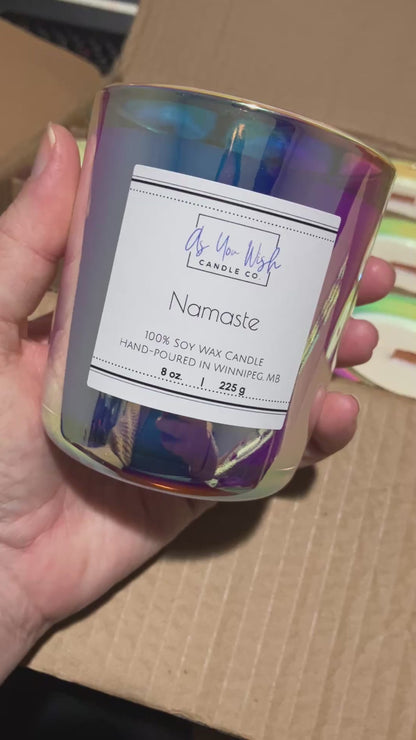 As You Wish
CANDLE CO.
Namaste
100% SOY WAX CANDLE
HAND-POURED IN WINNIPEG, MB
8 oz | 225 g